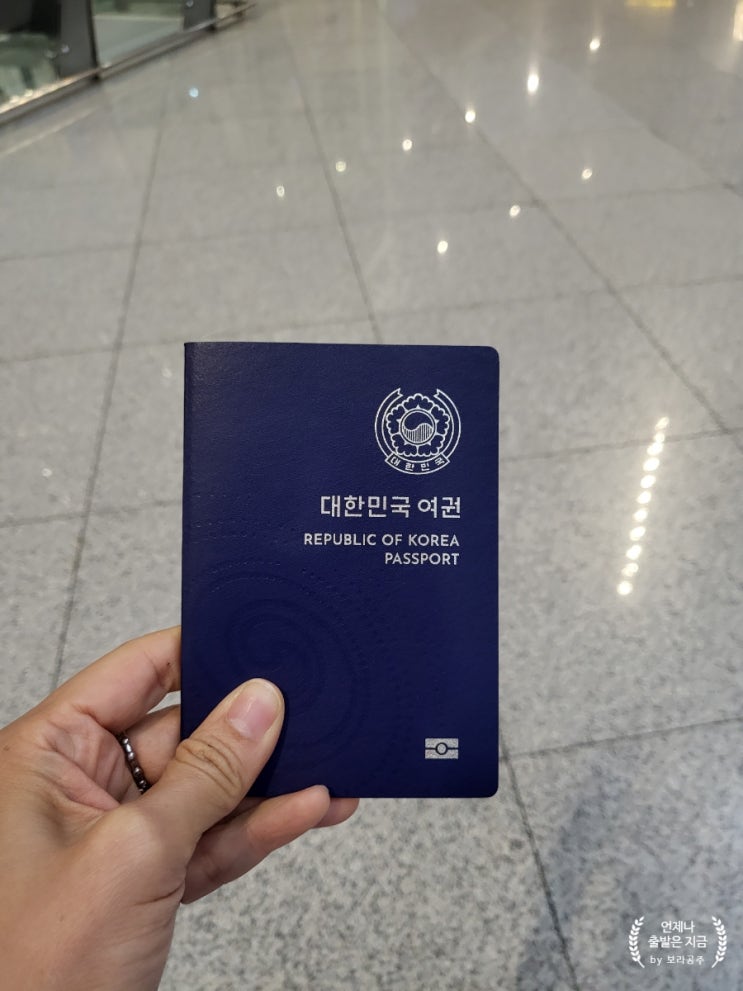 대한민국
대한민국 여권
REPUBLIC OF KOREA
PASSPORT
언제나
출발은 지금
by 보라공주